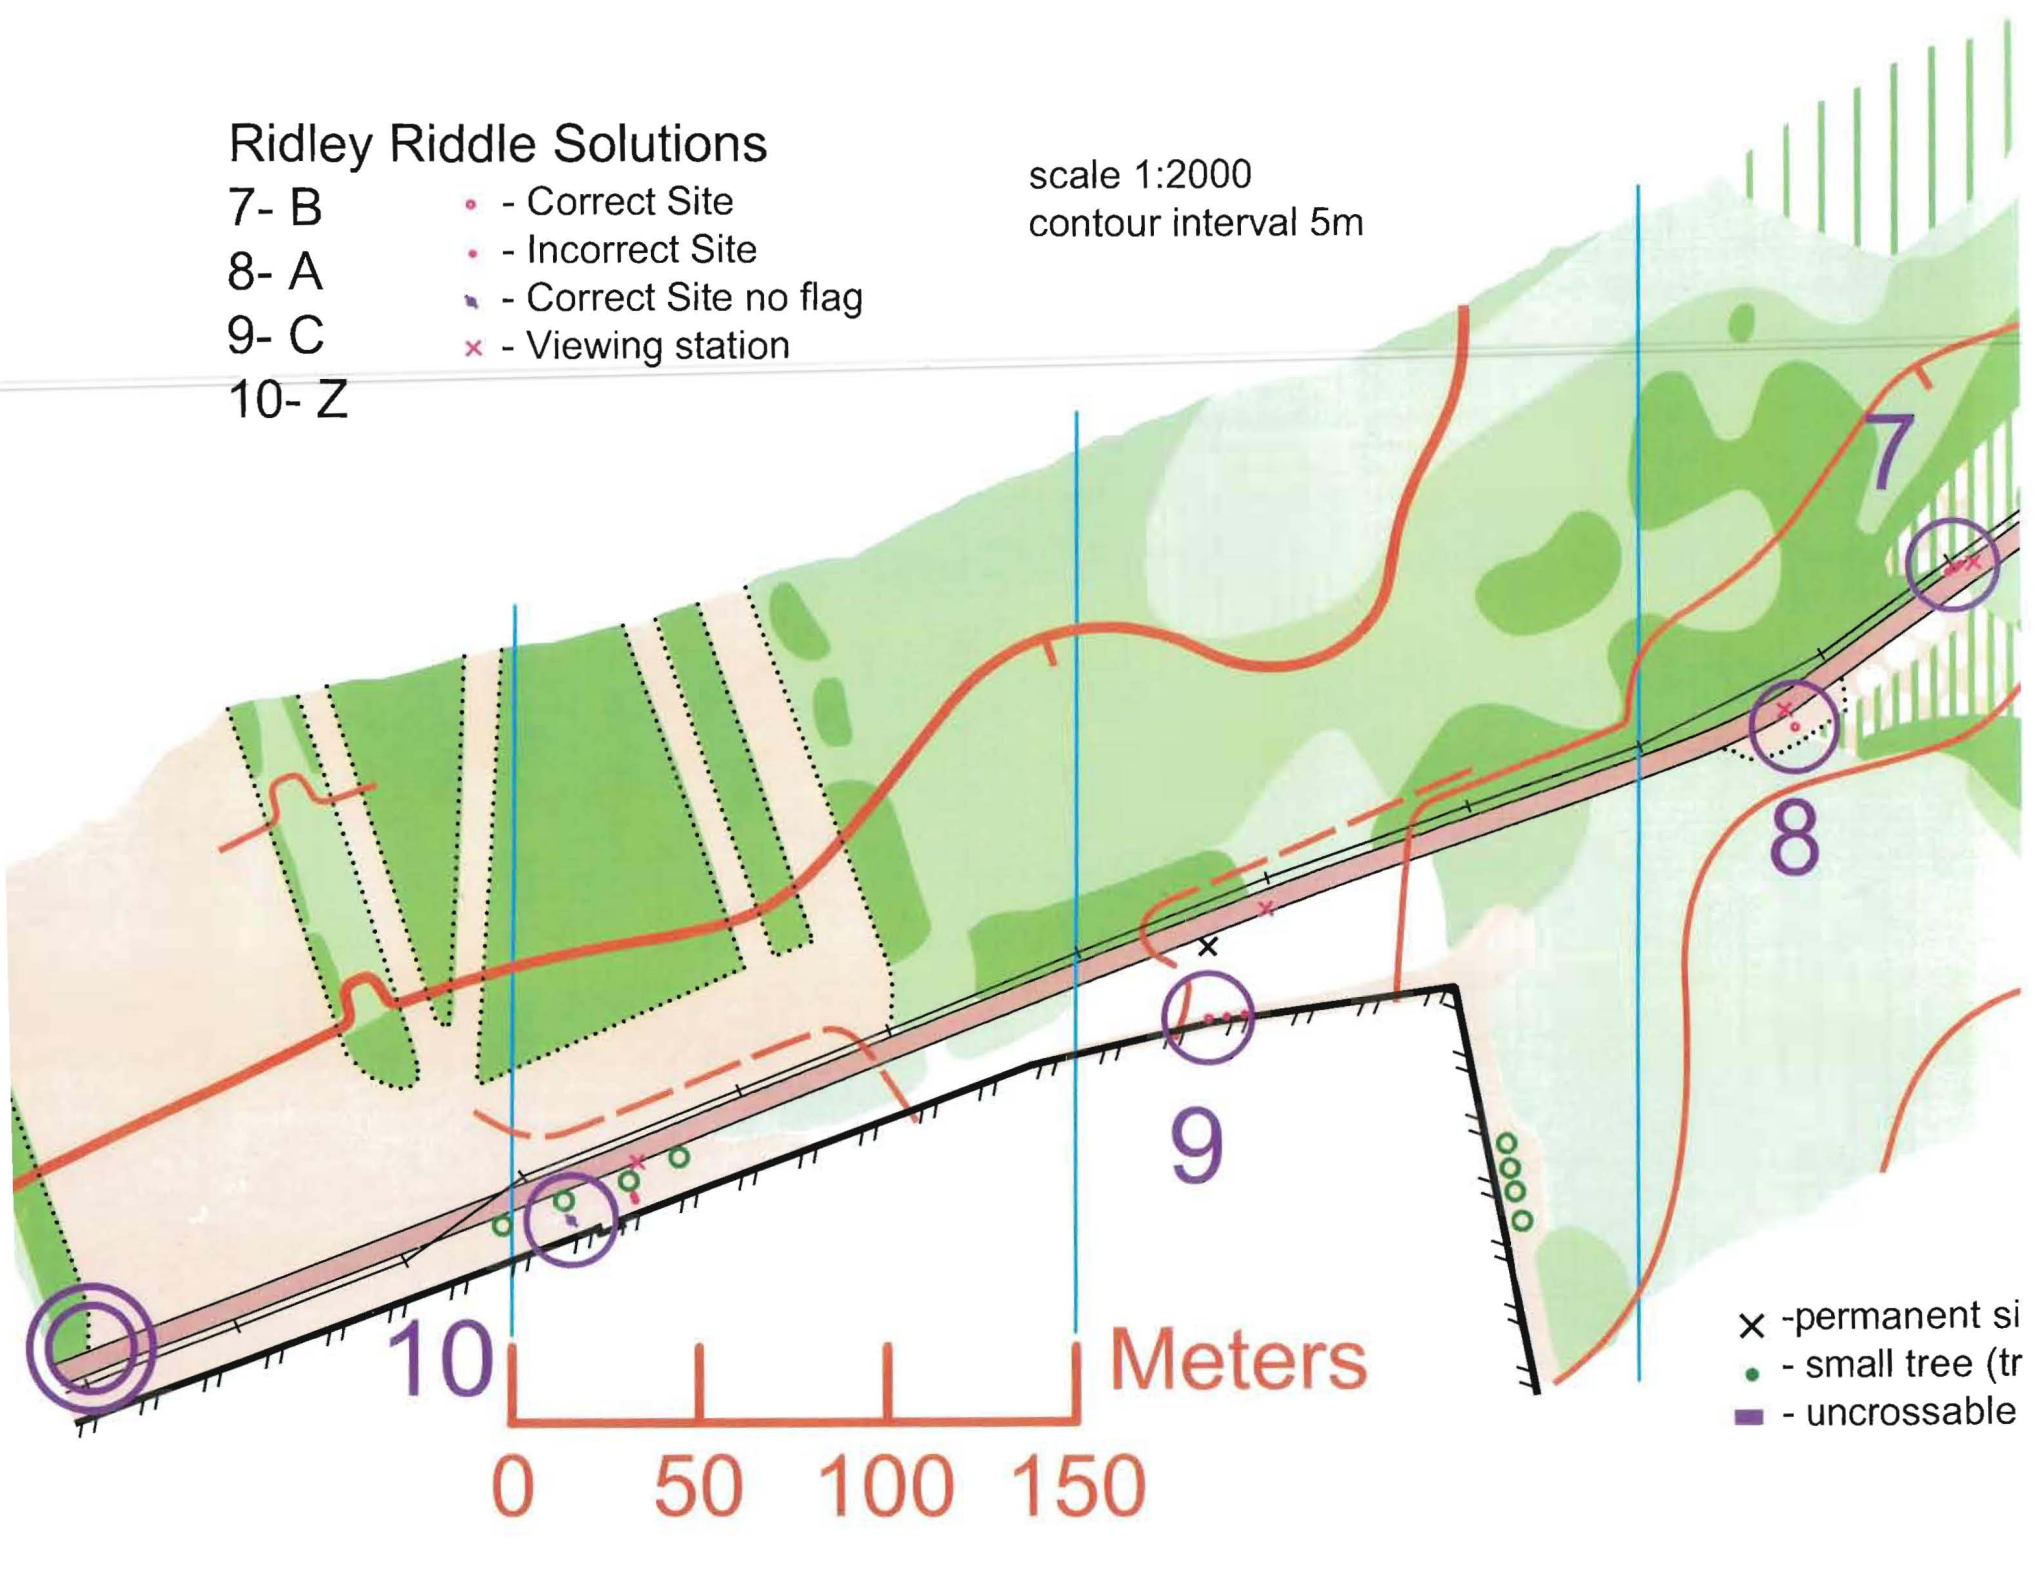 Ridley Riddle Solutions
7- B
8- A
9- C
10- Z
- Correct Site
- Incorrect Site
- Correct Site no flag
- Viewing station
scale 1:2000
contour interval 5m
7
8
9
10
Meters
0 50 100 150
-permanent si
- small tree (tr
- uncrossable